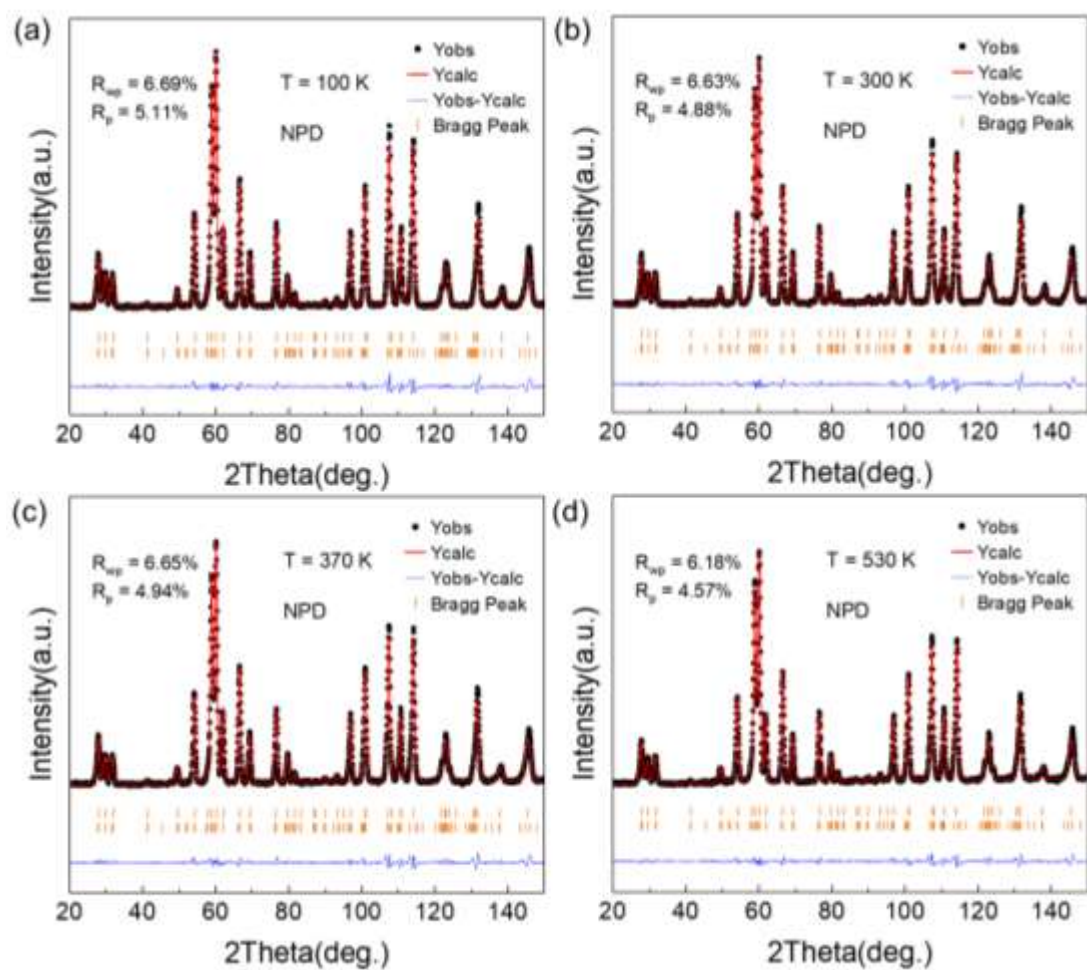 (a)
Yobs
Ycalc
Yobs-Ycalc
Bragg Peak
Rwp = 6.69%
Rp = 5.11%
T = 100 K
NPD
Intensity(a.u.)
20 40 60 80 100 120 140
2Theta(deg.)
(b)
Yobs
Ycalc
Yobs-Ycalc
Bragg Peak
Rwp = 6.63%
Rp = 4.88%
T = 300 K
NPD
Intensity(a.u.)
20 40 60 80 100 120 140
2Theta(deg.)
(c)
Yobs
Ycalc
Yobs-Ycalc
Bragg Peak
Rwp = 6.65%
Rp = 4.94%
T = 370 K
NPD
Intensity(a.u.)
20 40 60 80 100 120 140
2Theta(deg.)
(d)
Yobs
Ycalc
Yobs-Ycalc
Bragg Peak
Rwp = 6.18%
Rp = 4.57%
T = 530 K
NPD
Intensity(a.u.)
20 40 60 80 100 120 140
2Theta(deg.)